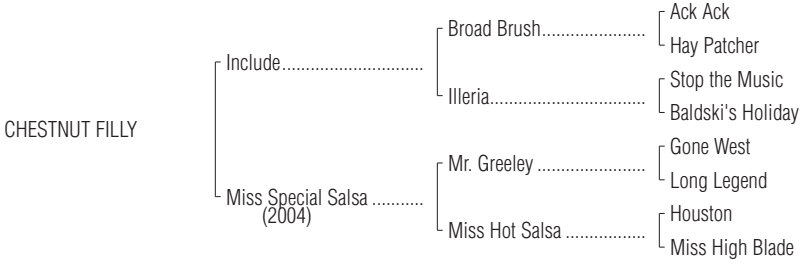 Ack Ack
Broad Brush......................
Hay Patcher
Include.............................
Stop the Music
Illeria................................
Baldski's Holiday
CHESTNUT FILLY
Gone West
Mr. Greeley ......................
Long Legend
Miss Special Salsa ...........
(2004)
Houston
Miss Hot Salsa ................
Miss High Blade